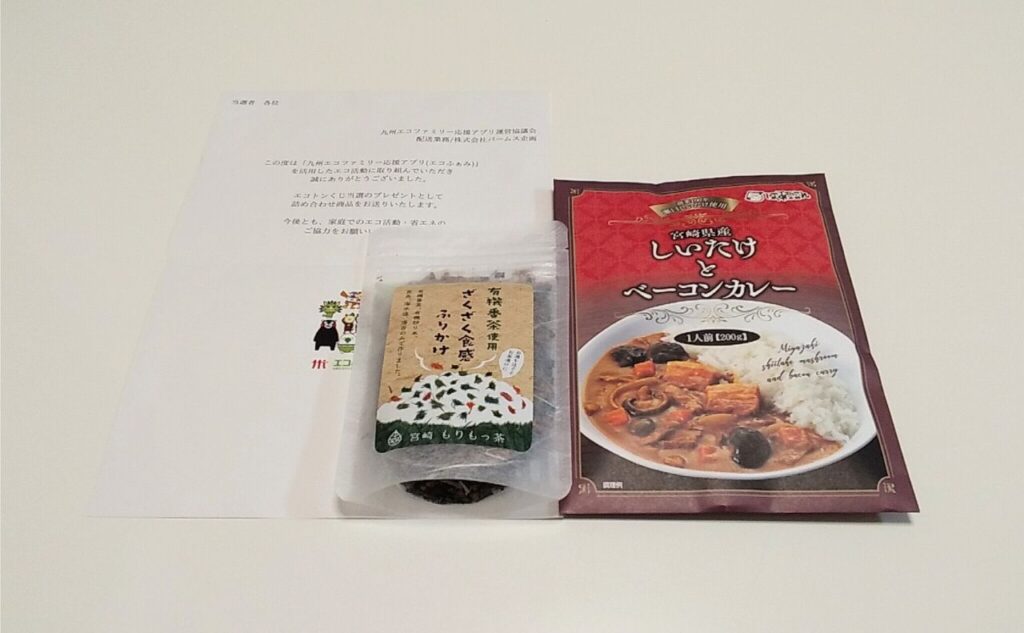 当選者 各位
九州エコファミリー応援アプリ運営協議会
配送業務/株式会社パームス企画
この度は「九州エコファミリー応援アプリ(エコふぁみ)」
を活用したエコ活動に取り組んでいただき
誠にありがとうございました。
エコトンくじ当選のプレゼントとして
詰め合わせ商品をお送りいたします。
今後とも、家庭でのエコ活動・省エネの
ご協力をお願い
エコ
有機番茶使用
ざくざく食感
ふりかけ
宮崎 もりもっ茶
宮崎県産
しいたけ
と
ベーコンカレー
1人前【200g】
Miyazaki
shiitake mushroom
and bacon curry
調理例